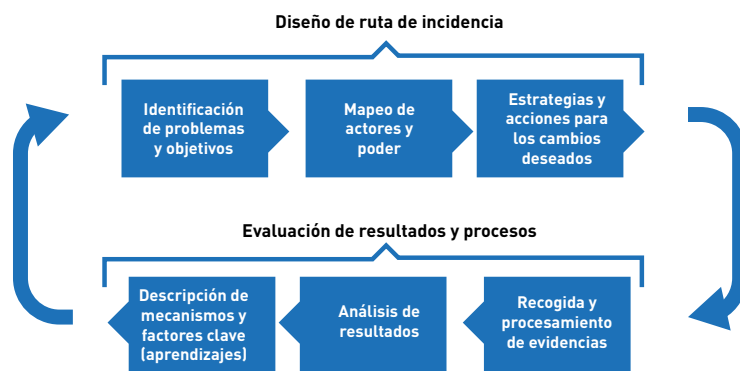 Diseño de ruta de incidencia
Identificación
de problemas
y objetivos
Mapeo de
actores y
poder
Estrategias y
acciones para
los cambios
deseados
Evaluación de resultados y procesos
Descripción de
mecanismos y
factores clave
(aprendizajes)
Análisis de
resultados
Recogida y
procesamiento
de evidencias